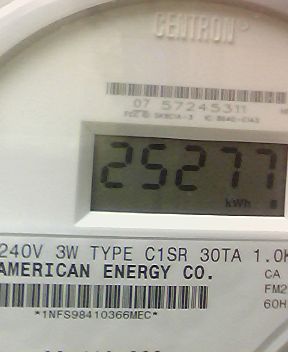 CENTRON®
07 57245311
25277
kWh
240V 3W TYPE C1SR 30TA 1.0K
AMERICAN ENERGY CO.
CA
FM2
60H
*1NFS98410366MEC*